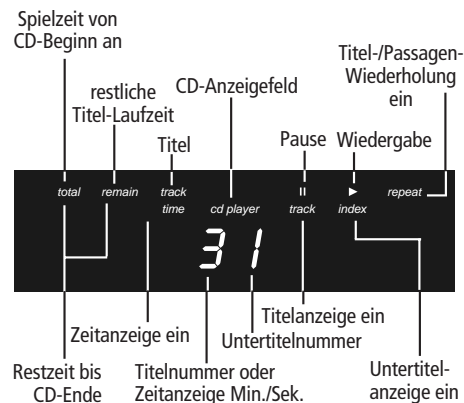 Spielzeit von
CD-Beginn an
restliche
Titel-Laufzeit
Titel
CD-Anzeigefeld
Pause
Wiedergabe
Titel-/Passagen-
Wiederholung
ein
total remain track ⏸ ▶ repeat
time cd player track index
31
Zeitanzeige ein
Titelanzeige ein
Untertitelnummer
Restzeit bis
CD-Ende
Titelnummer oder
Zeitanzeige Min./Sek.
Untertitel-
anzeige ein